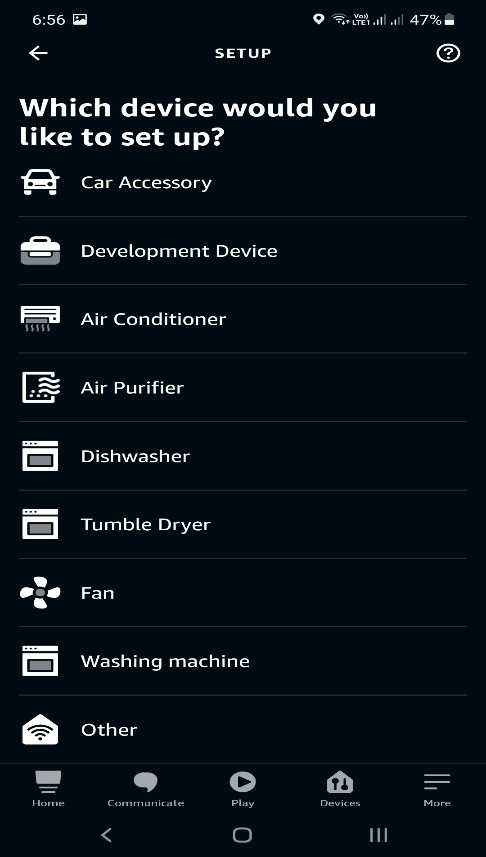 6:56 Vo)) LTE1 47%
SETUP
Which device would you
like to set up?
Car Accessory
Development Device
Air Conditioner
Air Purifier
Dishwasher
Tumble Dryer
Fan
Washing machine
Other
Home Communicate Play Devices More